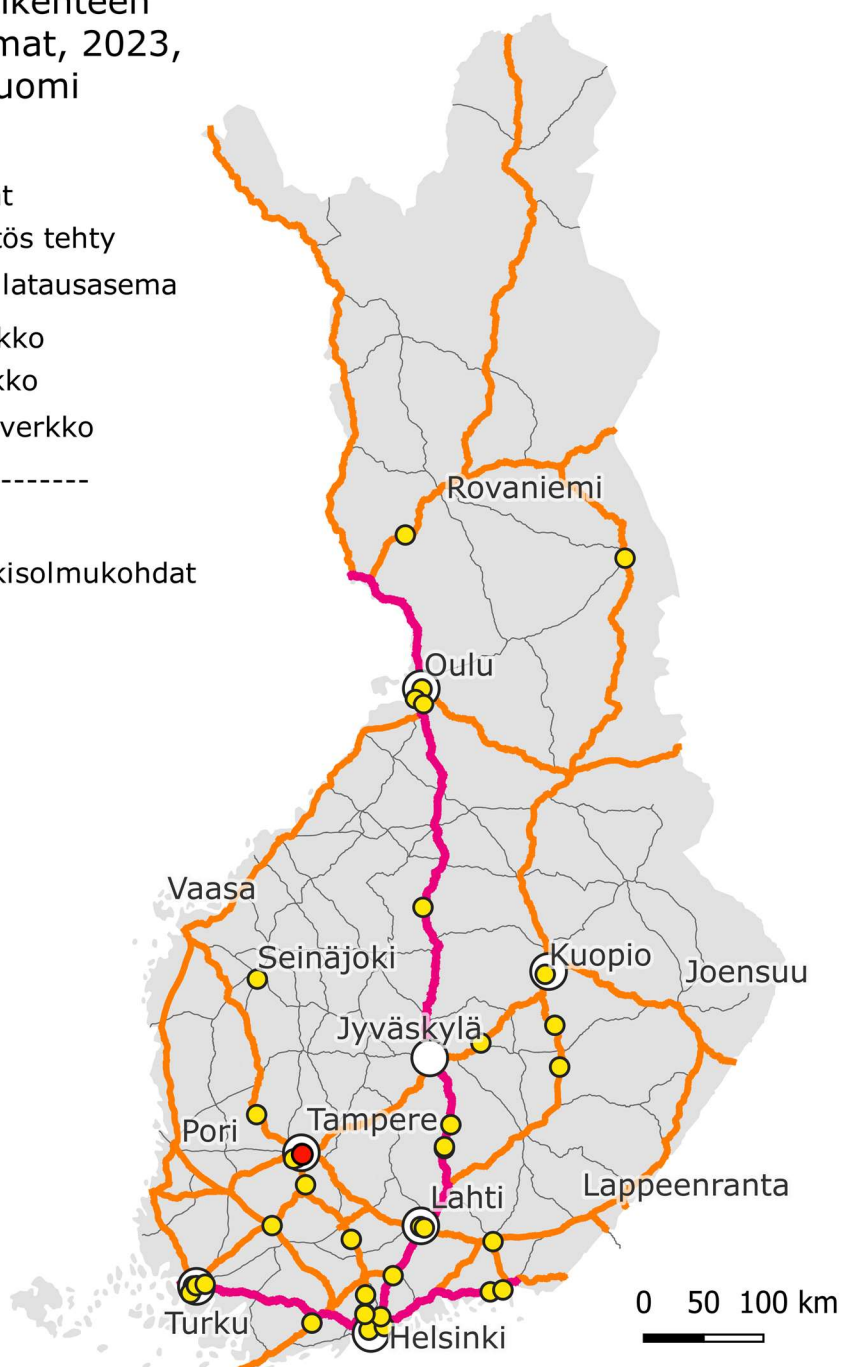 mat, 2023,
uomi
t
tös tehty
latausasema
kko
kko
verkko
-------
kisolmukohdat
Rovaniemi
Oulu
Vaasa
Seinäjoki
Kuopio
Joensuu
Jyväskylä
Pori
Tampere
Lappeenranta
Lahti
Turku
Helsinki
0 50 100 km